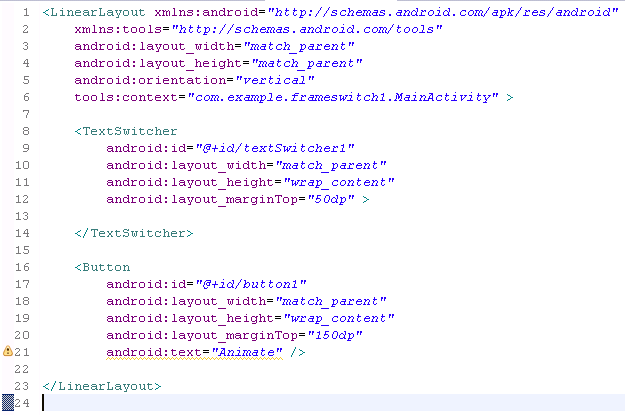 1 <LinearLayout xmlns:android="http://schemas.android.com/apk/res/android"
2     xmlns:tools="http://schemas.android.com/tools"
3     android:layout_width="match_parent"
4     android:layout_height="match_parent"
5     android:orientation="vertical"
6     tools:context="com.example.frameswitch1.MainActivity" >
7
8     <TextSwitcher
9         android:id="@+id/textSwitcher1"
10         android:layout_width="match_parent"
11         android:layout_height="wrap_content"
12         android:layout_marginTop="50dp" >
13
14     </TextSwitcher>
15
16     <Button
17         android:id="@+id/button1"
18         android:layout_width="match_parent"
19         android:layout_height="wrap_content"
20         android:layout_marginTop="150dp"
21         android:text="Animate" />
22
23 </LinearLayout>
24